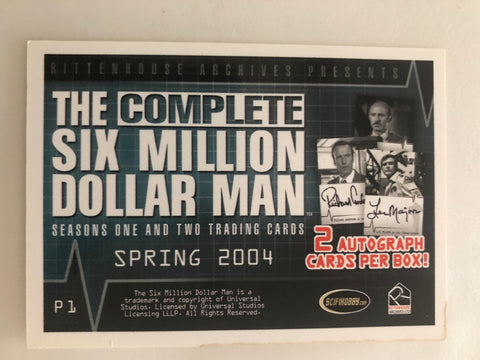 RITTENHOUSE ARCHIVES PRESENTS
THE COMPLETE
SIX MILLION
DOLLAR MAN
SEASONS ONE AND TWO TRADING CARDS
SPRING 2004
2 AUTOGRAPH
CARDS PER BOX!
P1
The Six Million Dollar Man is a
trademark and copyright of Universal
Studios. Licensed by Universal Studios
Licensing LLLP. All Rights Reserved.
SCIFIHOBBY.com